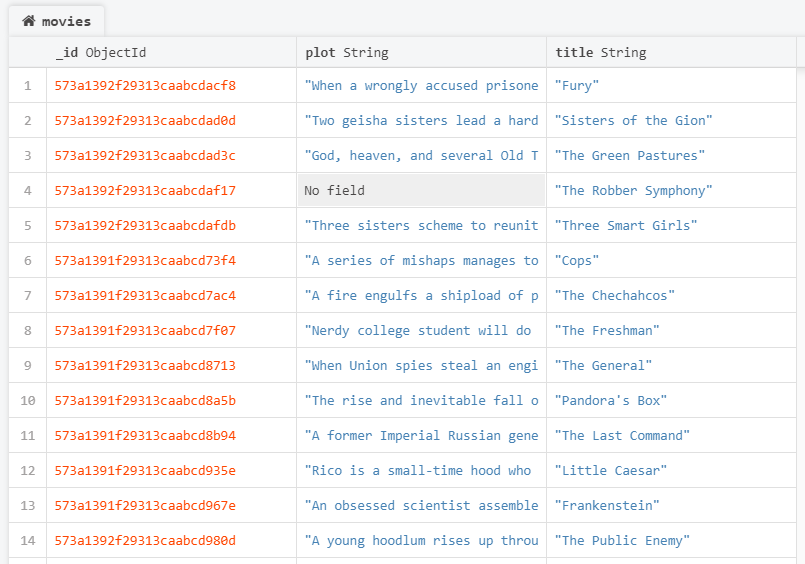 movies
_id ObjectId plot String title String
1 573a1392f29313caabcdacf8 "When a wrongly accused prisone "Fury"
2 573a1392f29313caabcdad0d "Two geisha sisters lead a hard "Sisters of the Gion"
3 573a1392f29313caabcdad3c "God, heaven, and several Old T "The Green Pastures"
4 573a1392f29313caabcdaf17 No field "The Robber Symphony"
5 573a1392f29313caabcdafdb "Three sisters scheme to reunit "Three Smart Girls"
6 573a1391f29313caabcd73f4 "A series of mishaps manages to "Cops"
7 573a1391f29313caabcd7ac4 "A fire engulfs a shipload of p "The Chechahcos"
8 573a1391f29313caabcd7f07 "Nerdy college student will do "The Freshman"
9 573a1391f29313caabcd8713 "When Union spies steal an engi "The General"
10 573a1391f29313caabcd8a5b "The rise and inevitable fall o "Pandora's Box"
11 573a1391f29313caabcd8b94 "A former Imperial Russian gene "The Last Command"
12 573a1391f29313caabcd935e "Rico is a small-time hood who "Little Caesar"
13 573a1391f29313caabcd967e "An obsessed scientist assemble "Frankenstein"
14 573a1392f29313caabcd980d "A young hoodlum rises up throu "The Public Enemy"